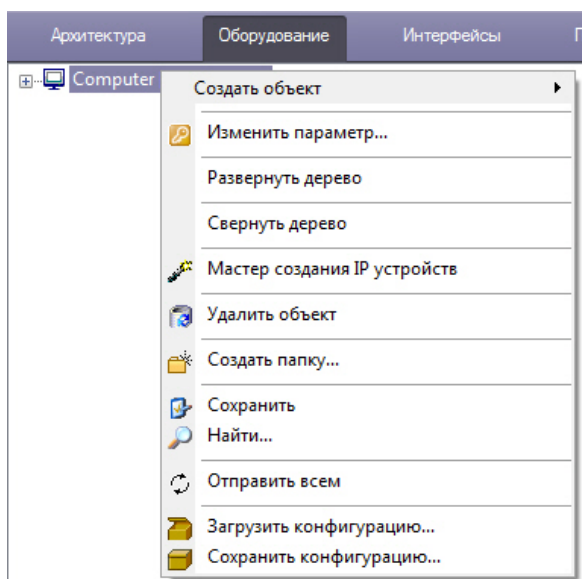 Архитектура Оборудование Интерфейсы
Computer
Создать объект
Изменить параметр...
Развернуть дерево
Свернуть дерево
Мастер создания IP устройств
Удалить объект
Создать папку...
Сохранить
Найти...
Отправить всем
Загрузить конфигурацию...
Сохранить конфигурацию...